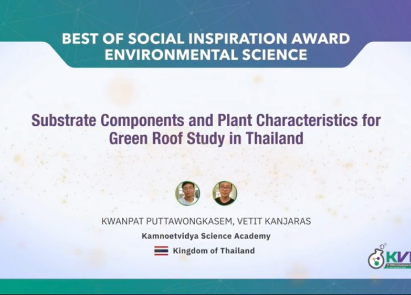 BEST OF SOCIAL INSPIRATION AWARD
ENVIRONMENTAL SCIENCE
Substrate Components and Plant Characteristics for
Green Roof Study in Thailand
KWANPAT PUTTAWONGKASEM, VETIT KANJARAS
Kamnoetvidya Science Academy
Kingdom of Thailand